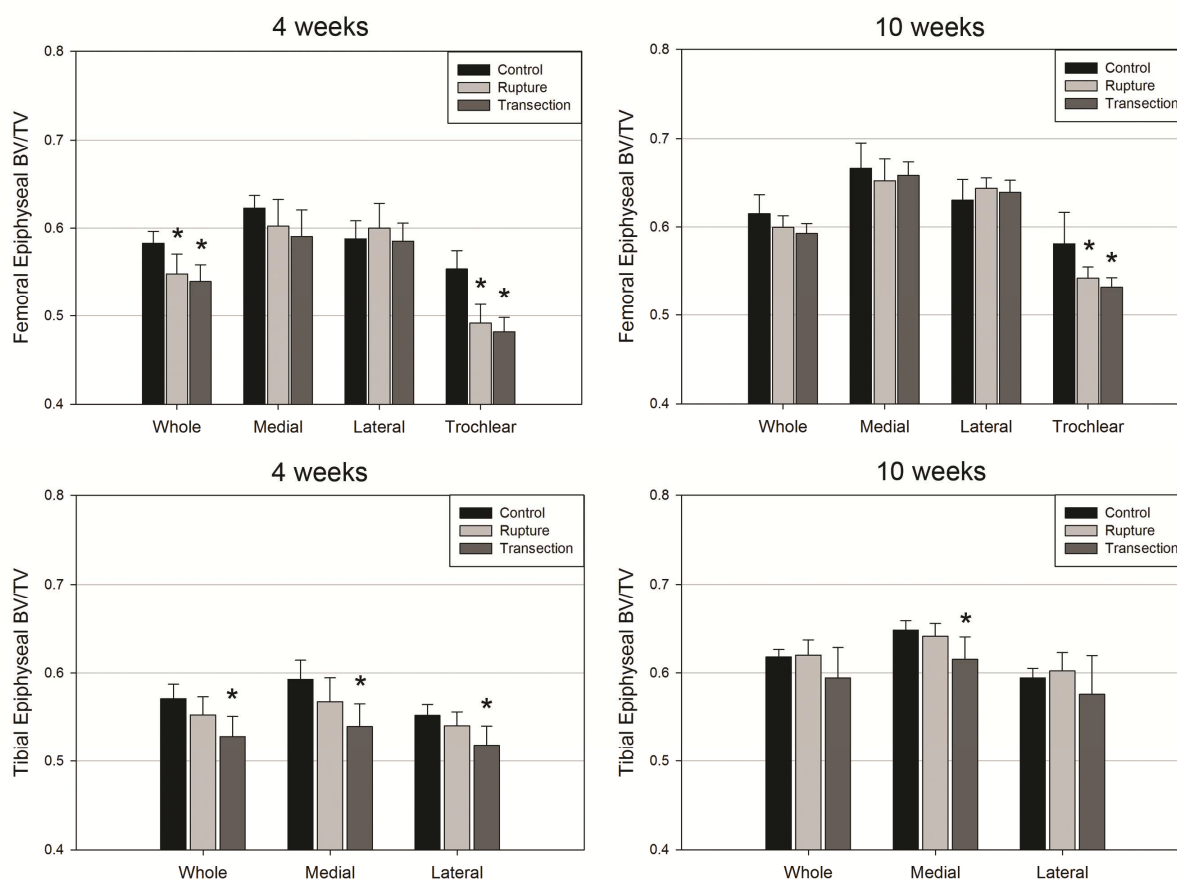 4 weeks
0.8
0.7
0.6
0.5
0.4
Femoral Epiphyseal BV/TV
Control
Rupture
Transection
* * * *
Whole Medial Lateral Trochlear
10 weeks
0.8
0.7
0.6
0.5
0.4
Femoral Epiphyseal BV/TV
Control
Rupture
Transection
* *
Whole Medial Lateral Trochlear
4 weeks
0.8
0.7
0.6
0.5
0.4
Tibial Epiphyseal BV/TV
Control
Rupture
Transection
* * *
Whole Medial Lateral
10 weeks
0.8
0.7
0.6
0.5
0.4
Tibial Epiphyseal BV/TV
Control
Rupture
Transection
*
Whole Medial Lateral